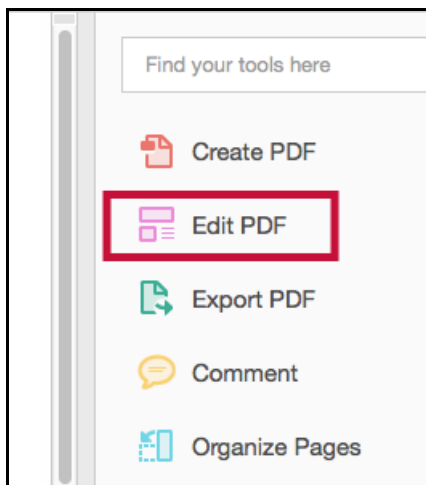 Find your tools here
Create PDF
Edit PDF
Export PDF
Comment
Organize Pages